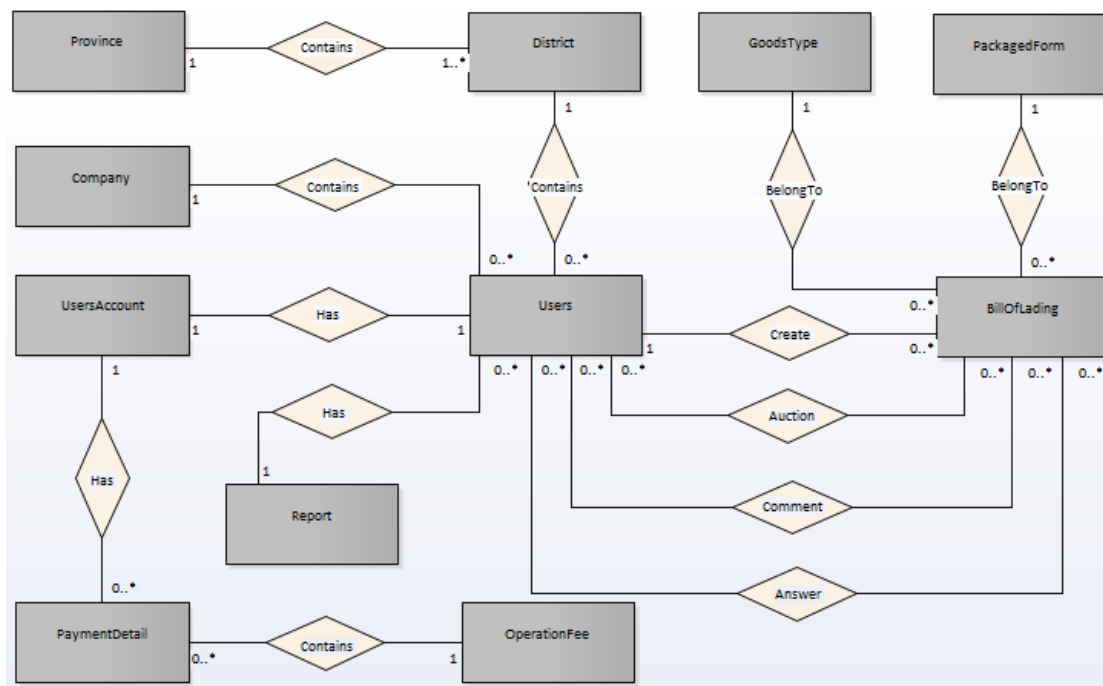 Province
Contains
District
GoodsType
PackagedForm
1
1..*
1
1
1
Company
Contains
Contains
BelongTo
BelongTo
1
0..*
0..*
0..*
UsersAccount
Has
Users
0..*
BillOfLading
1
1
1
Create
0..*
1
0..*
0..*
0..*
0..*
0..*
0..*
0..*
Has
Auction
1
Has
Comment
Report
0..*
Answer
PaymentDetail
Contains
OperationFee
0..*
1